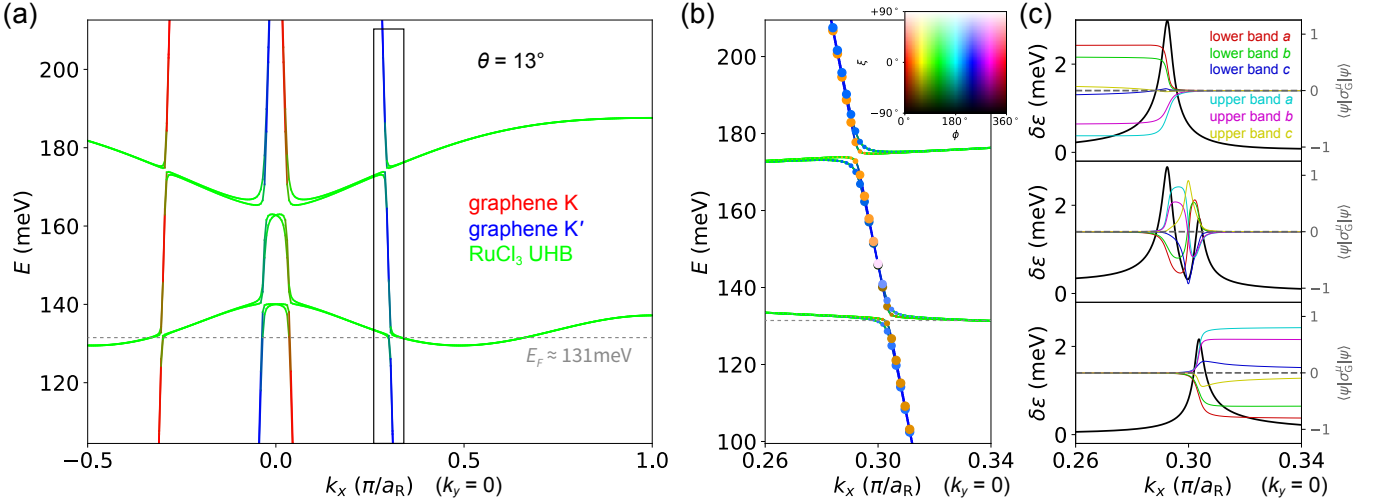 (a)
θ = 13°
graphene K
graphene K′
RuCl₃ UHB
E_F ≈ 131meV
E (meV)
200
180
160
140
120
−0.5
0.0
0.5
1.0
k_x (π/a_R) (k_y = 0)
(b)
+90°
0°
−90°
ξ
0°
180°
360°
ϕ
E (meV)
200
180
160
140
120
100
0.26
0.30
0.34
k_x (π/a_R) (k_y = 0)
(c)
lower band a
lower band b
lower band c
upper band a
upper band b
upper band c
δε (meV)
2
1
0
1
0
−1
⟨ψ|σ_G^μ|ψ⟩
δε (meV)
2
1
0
1
0
−1
⟨ψ|σ_G^μ|ψ⟩
δε (meV)
2
1
0
1
0
−1
⟨ψ|σ_G^μ|ψ⟩
0.26
0.30
0.34
k_x (π/a_R) (k_y = 0)